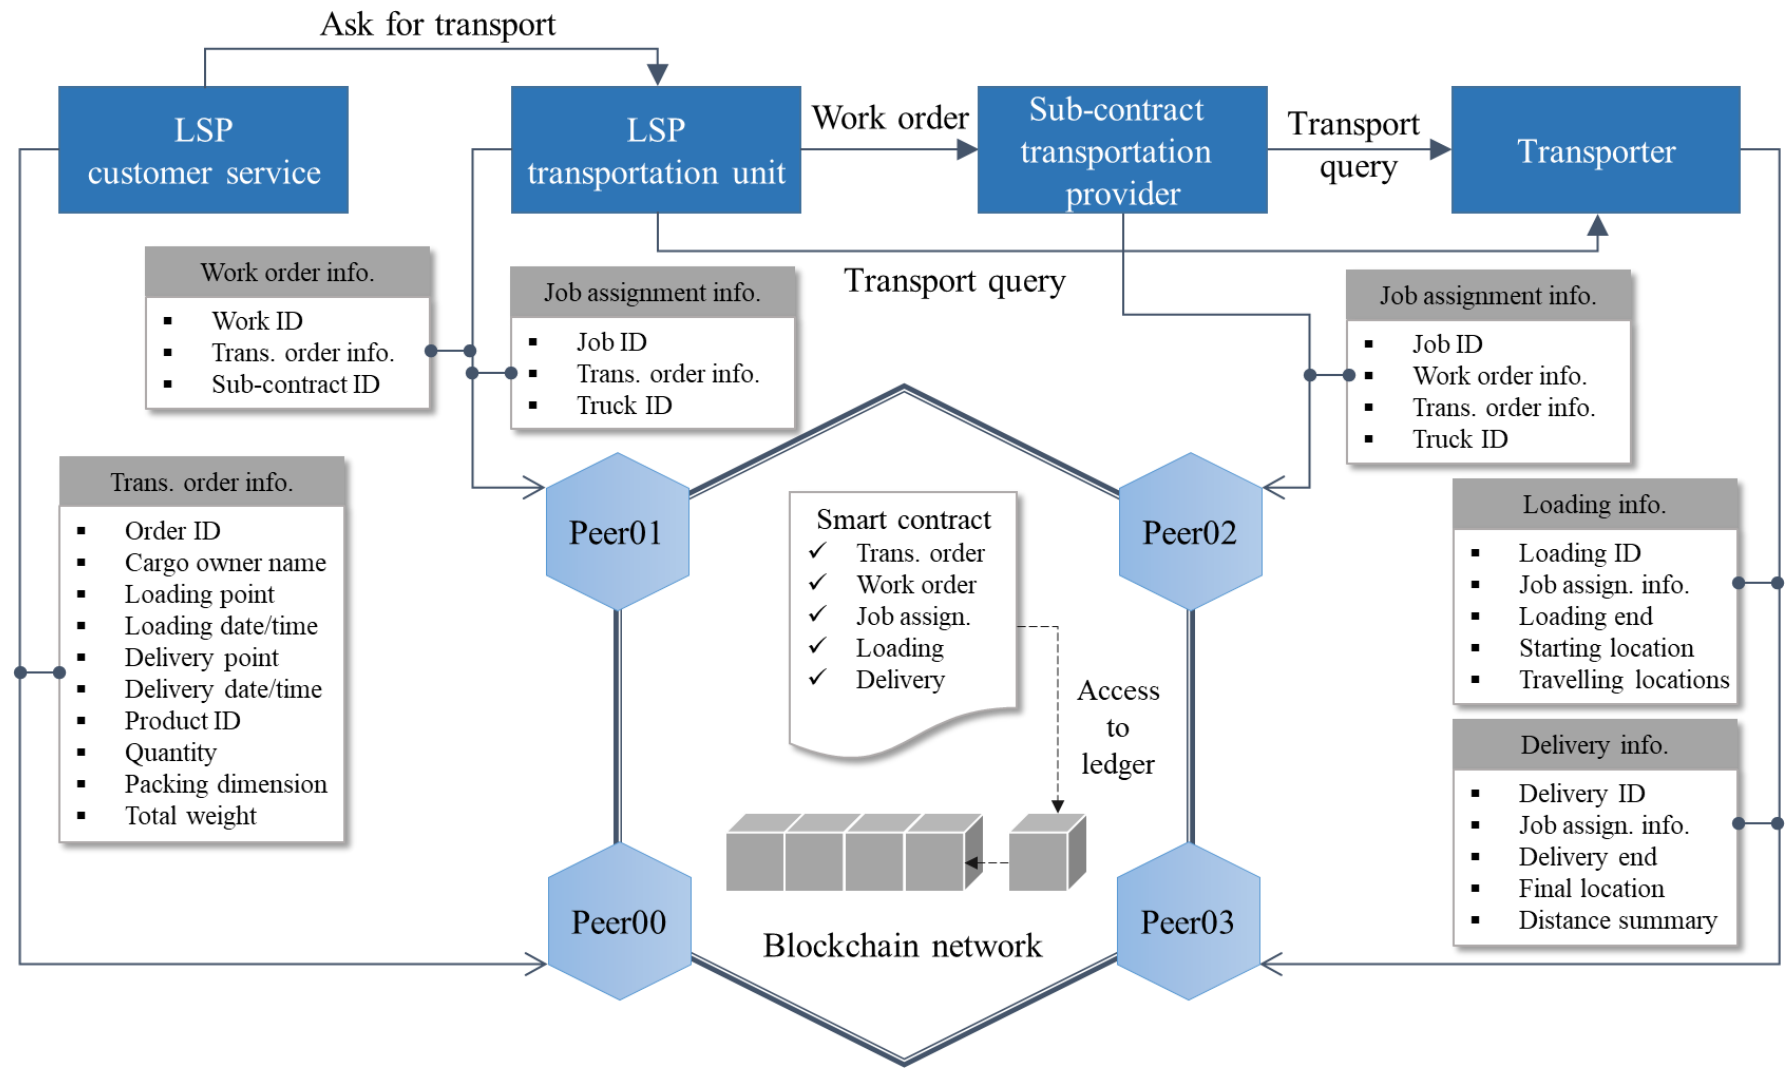 Ask for transport
LSP
customer service
LSP
transportation unit
Work order
Sub-contract
transportation
provider
Transport
query
Transporter
Transport query
Work order info.
Work ID
Trans. order info.
Sub-contract ID
Job assignment info.
Job ID
Trans. order info.
Truck ID
Job assignment info.
Job ID
Work order info.
Trans. order info.
Truck ID
Trans. order info.
Order ID
Cargo owner name
Loading point
Loading date/time
Delivery point
Delivery date/time
Product ID
Quantity
Packing dimension
Total weight
Peer01
Peer02
Smart contract
✓ Trans. order
✓ Work order
✓ Job assign.
✓ Loading
✓ Delivery
Access
to
ledger
Loading info.
Loading ID
Job assign. info.
Loading end
Starting location
Travelling locations
Delivery info.
Delivery ID
Job assign. info.
Delivery end
Final location
Distance summary
Peer00
Peer03
Blockchain network